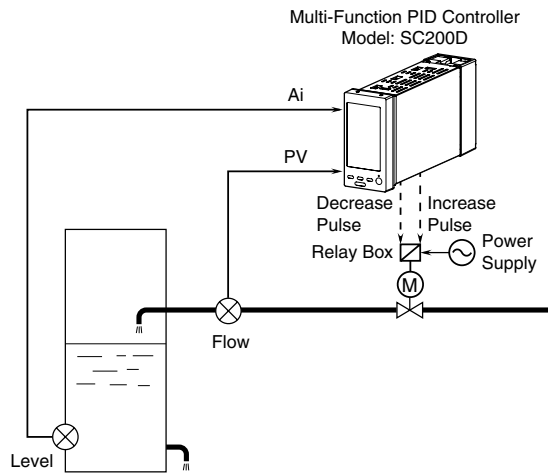 Multi-Function PID Controller
Model: SC200D
Ai
PV
Decrease
Pulse
Increase
Pulse
Relay Box
Power
Supply
M
Flow
Level